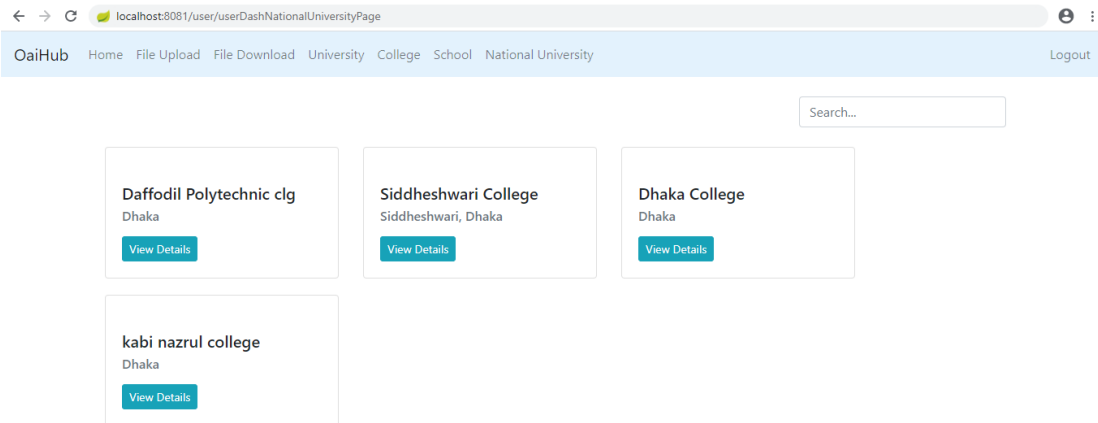 localhost:8081/user/userDashNationalUniversityPage
OaiHub Home File Upload File Download University College School National University Logout
Search...
Daffodil Polytechnic clg
Dhaka
View Details
Siddheshwari College
Siddheshwari, Dhaka
View Details
Dhaka College
Dhaka
View Details
kabi nazrul college
Dhaka
View Details